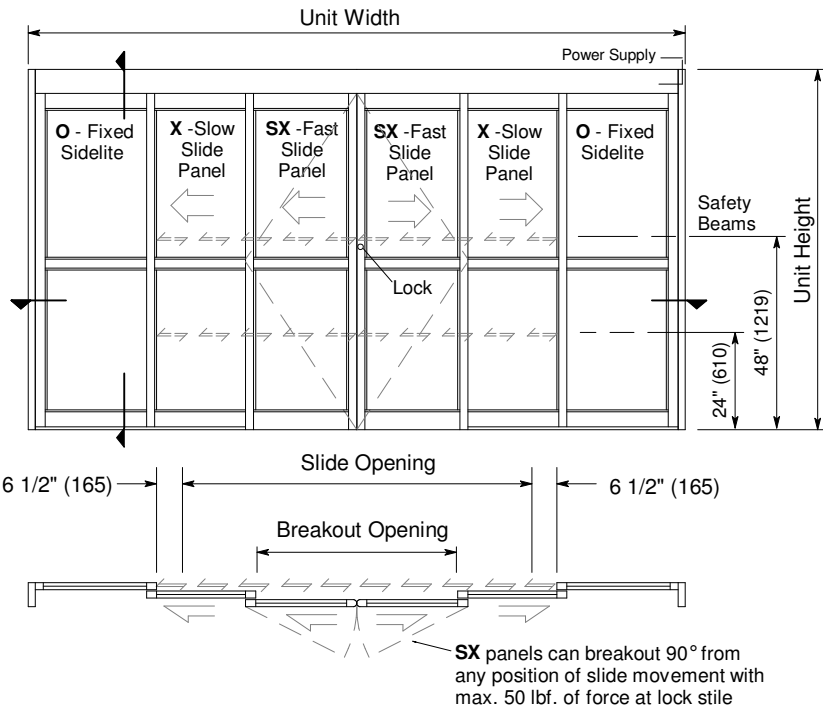 Unit Width
Power Supply
O - Fixed
Sidelite
X -Slow
Slide
Panel
SX -Fast
Slide
Panel
SX -Fast
Slide
Panel
X -Slow
Slide
Panel
O - Fixed
Sidelite
Safety
Beams
Unit Height
Lock
48" (1219)
24" (610)
Slide Opening
6 1/2" (165)
6 1/2" (165)
Breakout Opening
SX panels can breakout 90° from
any position of slide movement with
max. 50 lbf. of force at lock stile